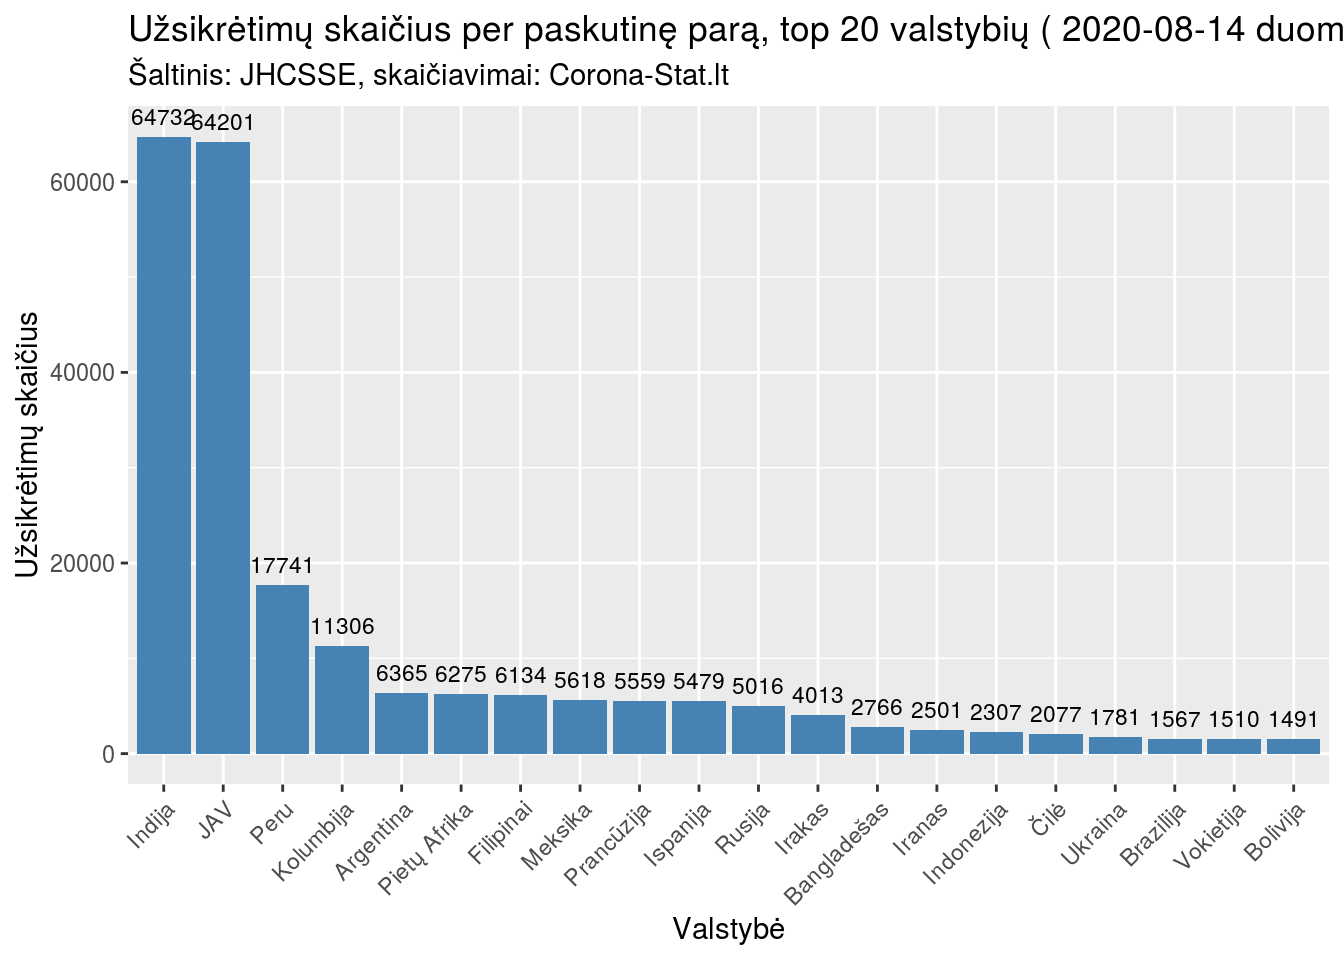 Užsikrėtimų skaičius per paskutinę parą, top 20 valstybių ( 2020-08-14 duom
Šaltinis: JHCSSE, skaičiavimai: Corona-Stat.lt
Užsikrėtimų skaičius
60000
40000
20000
0
64732
64201
17741
11306
6365
6275
6134
5618
5559
5479
5016
4013
2766
2501
2307
2077
1781
1567
1510
1491
Indija
JAV
Peru
Kolumbija
Argentina
Pietų Afrika
Filipinai
Meksika
Prancūzija
Ispanija
Rusija
Irakas
Bangladešas
Iranas
Indonezija
Čilė
Ukraina
Brazilija
Vokietija
Bolivija
Valstybė